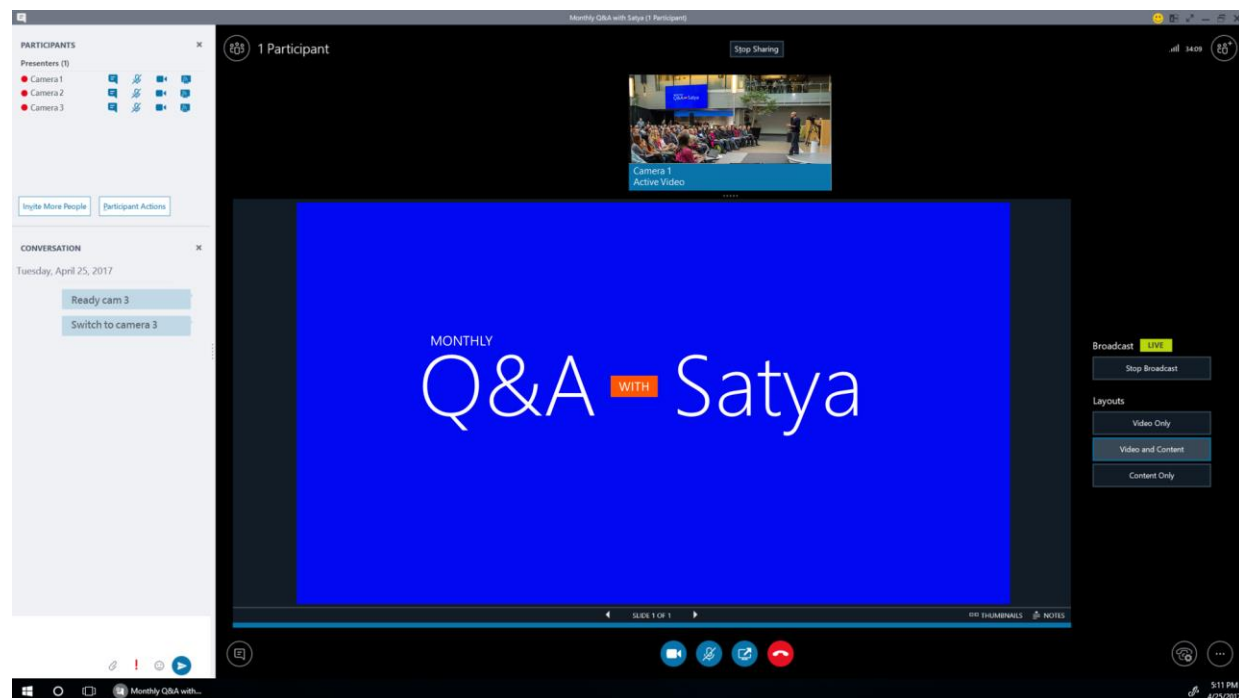 Monthly Q&A with Satya (1 Participant)
PARTICIPANTS
Presenters (1)
Camera 1
Camera 2
Camera 3
Invite More People
Participant Actions
CONVERSATION
Tuesday, April 25, 2017
Ready cam 3
Switch to camera 3
1 Participant
Stop Sharing
34:09
Q&A with Satya
Camera 1
Active Video
MONTHLY
Q&A WITH Satya
SLIDE 1 OF 1
THUMBNAILS
NOTES
Broadcast LIVE
Stop Broadcast
Layouts
Video Only
Video and Content
Content Only
Monthly Q&A with...
5:11 PM